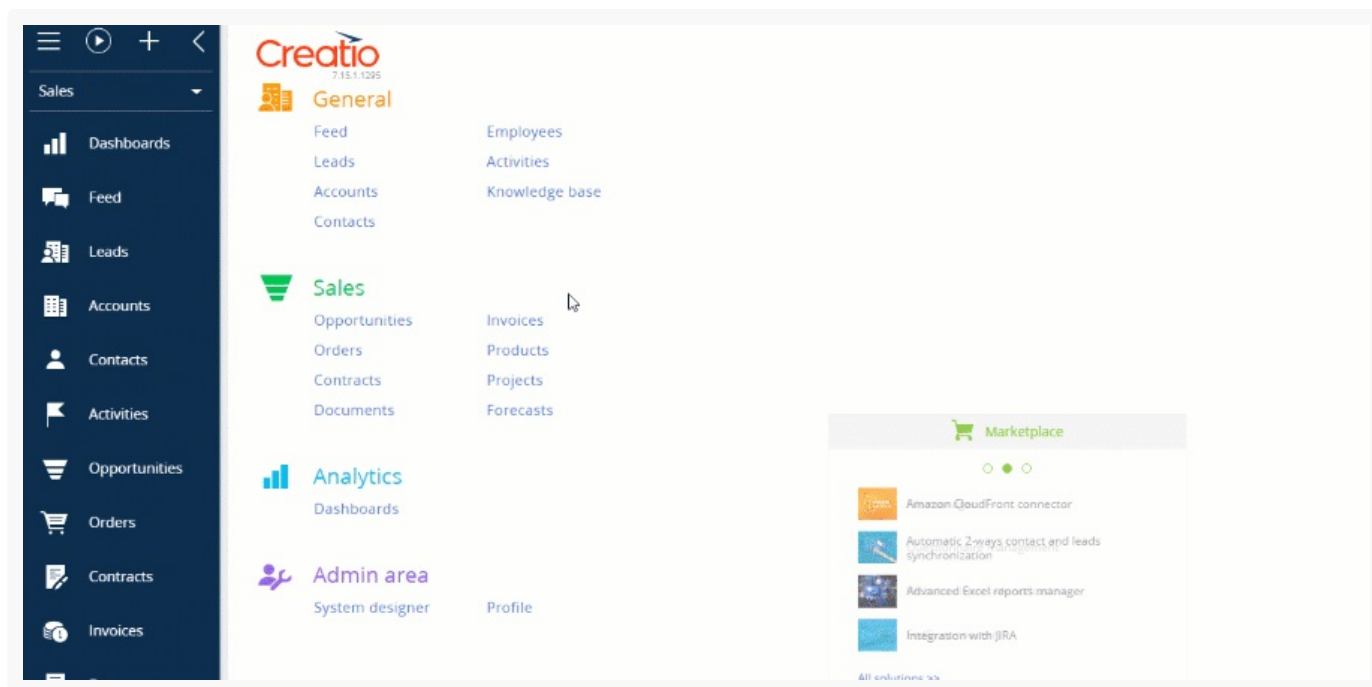 Sales
Dashboards
Feed
Leads
Accounts
Contacts
Activities
Opportunities
Orders
Contracts
Invoices
Creatio
7.15.1.1295
General
Feed
Employees
Leads
Activities
Accounts
Knowledge base
Contacts
Sales
Opportunities
Invoices
Orders
Products
Contracts
Projects
Documents
Forecasts
Analytics
Dashboards
Admin area
System designer
Profile
Marketplace
Amazon CloudFront connector
Automatic 2-ways contact and leads
synchronization
Advanced Excel reports manager
Integration with JIRA
All solutions >>